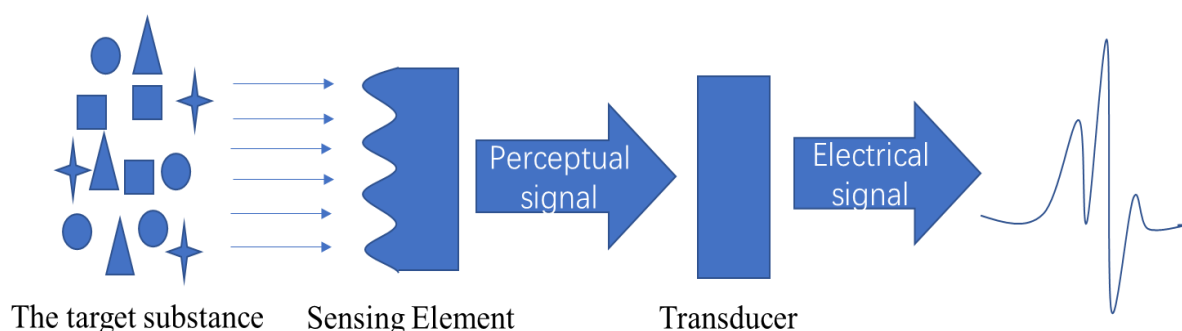 Perceptual
signal
Electrical
signal
The target substance
Sensing Element
Transducer